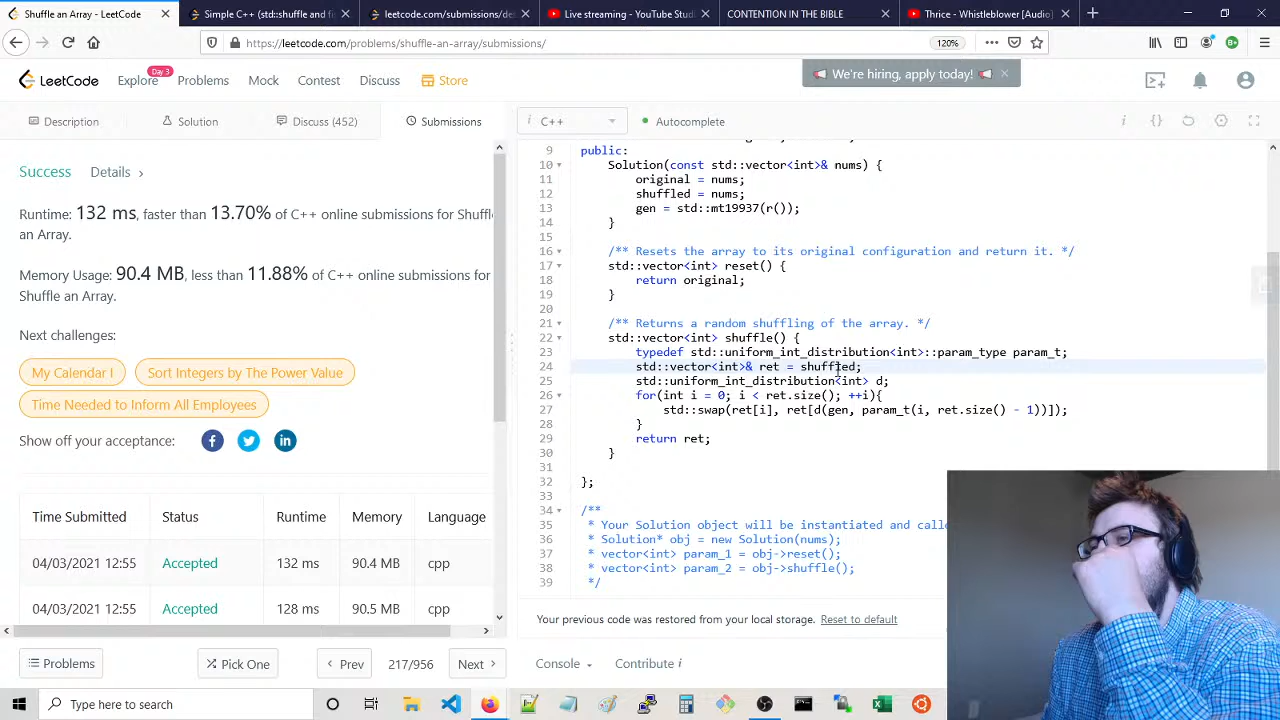 Shuffle an Array - LeetCode
Simple C++ (std::shuffle and fi
leetcode.com/submissions/de
Live streaming - YouTube Studi
CONTENTION IN THE BIBLE
Thrice - Whistleblower [Audio]
https://leetcode.com/problems/shuffle-an-array/submissions/
120%
LeetCode
Explore
Day 3
Problems
Mock
Contest
Discuss
Store
We're hiring, apply today!
Description
Solution
Discuss (452)
Submissions
i C++
Autocomplete
Success
Details
Runtime: 132 ms, faster than 13.70% of C++ online submissions for Shuffle
an Array.
Memory Usage: 90.4 MB, less than 11.88% of C++ online submissions for
Shuffle an Array.
Next challenges:
My Calendar I
Sort Integers by The Power Value
Time Needed to Inform All Employees
Show off your acceptance:
Time Submitted Status Runtime Memory Language
04/03/2021 12:55 Accepted 132 ms 90.4 MB cpp
04/03/2021 12:55 Accepted 128 ms 90.5 MB cpp
9 public:
10 Solution(const std::vector<int>& nums) {
11 original = nums;
12 shuffled = nums;
13 gen = std::mt19937(r());
14 }
15
16 /** Resets the array to its original configuration and return it. */
17 std::vector<int> reset() {
18 return original;
19 }
20
21 /** Returns a random shuffling of the array. */
22 std::vector<int> shuffle() {
23 typedef std::uniform_int_distribution<int>::param_type param_t;
24 std::vector<int>& ret = shuffled;
25 std::uniform_int_distribution<int> d;
26 for(int i = 0; i < ret.size(); ++i){
27 std::swap(ret[i], ret[d(gen, param_t(i, ret.size() - 1))]);
28 }
29 return ret;
30 }
31
32 };
33
34 /**
35 * Your Solution object will be instantiated and calle
36 * Solution* obj = new Solution(nums);
37 * vector<int> param_1 = obj->reset();
38 * vector<int> param_2 = obj->shuffle();
39 */
Your previous code was restored from your local storage. Reset to default
Problems
Pick One
Prev
217/956
Next
Console
Contribute i
Type here to search